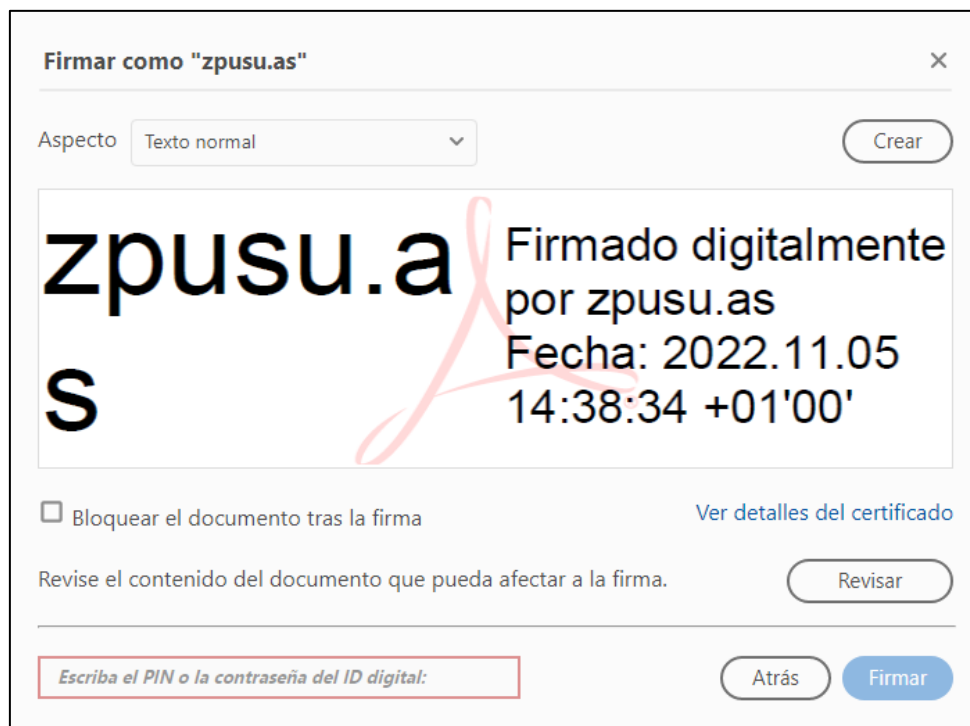 Firmar como "zpusu.as"
Aspecto Texto normal Crear
zpusu.a
s
Firmado digitalmente
por zpusu.as
Fecha: 2022.11.05
14:38:34 +01'00'
Bloquear el documento tras la firma Ver detalles del certificado
Revise el contenido del documento que pueda afectar a la firma. Revisar
Escriba el PIN o la contraseña del ID digital: Atrás Firmar